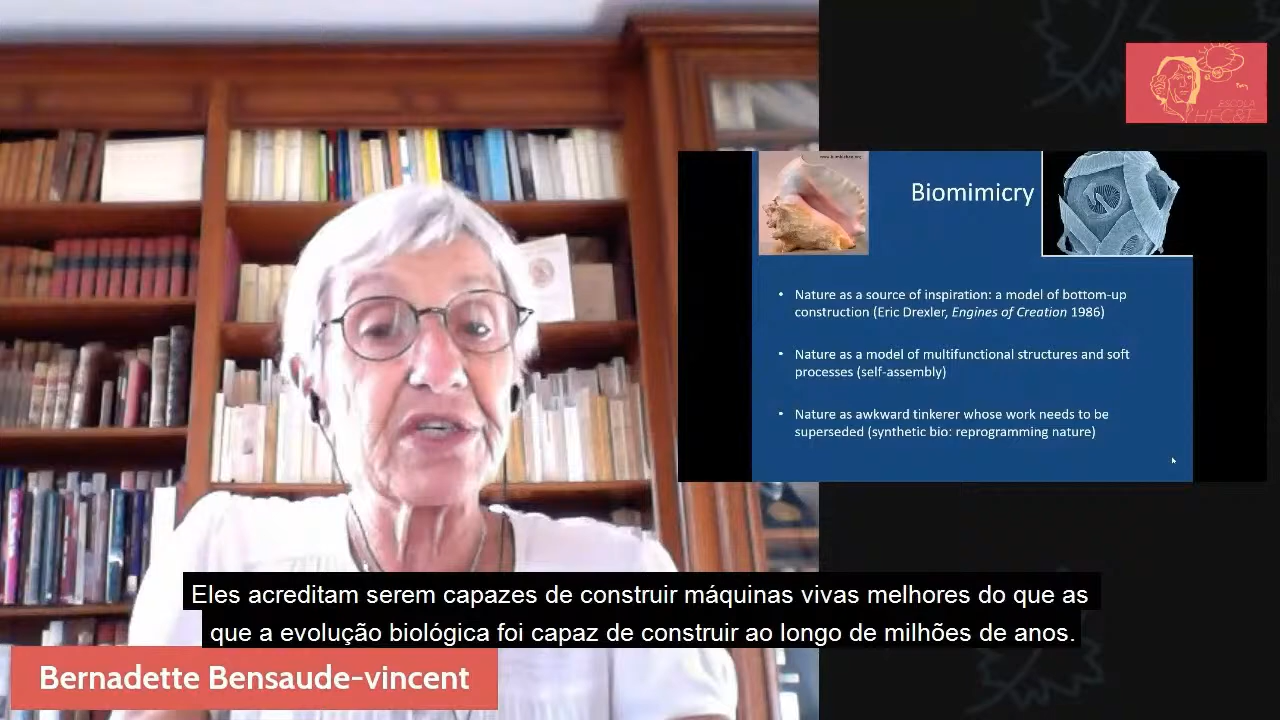 ESCOLA
HFC&T
Biomimicry
• Nature as a source of inspiration: a model of bottom-up
construction (Eric Drexler, Engines of Creation 1986)
• Nature as a model of multifunctional structures and soft
processes (self-assembly)
• Nature as awkward tinkerer whose work needs to be
superseded (synthetic bio: reprogramming nature)
Eles acreditam serem capazes de construir máquinas vivas melhores do que as
que a evolução biológica foi capaz de construir ao longo de milhões de anos.
Bernadette Bensaude-vincent